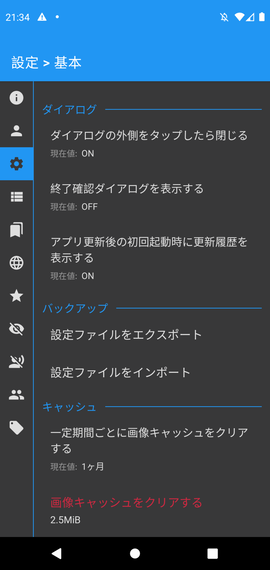 21:34
設定 > 基本
ダイアログ
ダイアログの外側をタップしたら閉じる
現在値: ON
終了確認ダイアログを表示する
現在値: OFF
アプリ更新後の初回起動時に更新履歴を
表示する
現在値: ON
バックアップ
設定ファイルをエクスポート
設定ファイルをインポート
キャッシュ
一定期間ごとに画像キャッシュをクリア
する
現在値: 1ヶ月
画像キャッシュをクリアする
2.5MiB